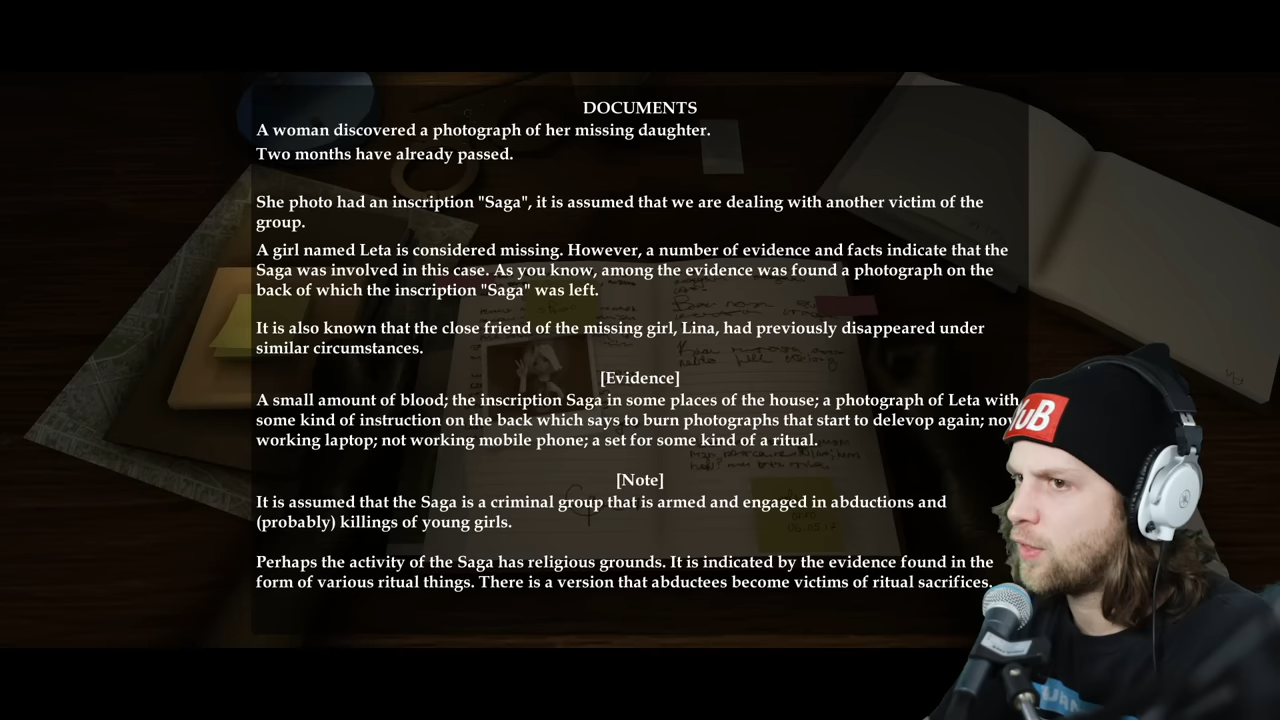 DOCUMENTS
A woman discovered a photograph of her missing daughter.
Two months have already passed.
She photo had an inscription "Saga", it is assumed that we are dealing with another victim of the
group.
A girl named Leta is considered missing. However, a number of evidence and facts indicate that the
Saga was involved in this case. As you know, among the evidence was found a photograph on the
back of which the inscription "Saga" was left.
It is also known that the close friend of the missing girl, Lina, had previously disappeared under
similar circumstances.
[Evidence]
A small amount of blood; the inscription Saga in some places of the house; a photograph of Leta with
some kind of instruction on the back which says to burn photographs that start to delevop again;
working laptop; not working mobile phone; a set for some kind of a ritual.
[Note]
It is assumed that the Saga is a criminal group that is armed and engaged in abductions and
(probably) killings of young girls.
Perhaps the activity of the Saga has religious grounds. It is indicated by the evidence found in the
form of various ritual things. There is a version that abductees become victims of ritual sacrifices.